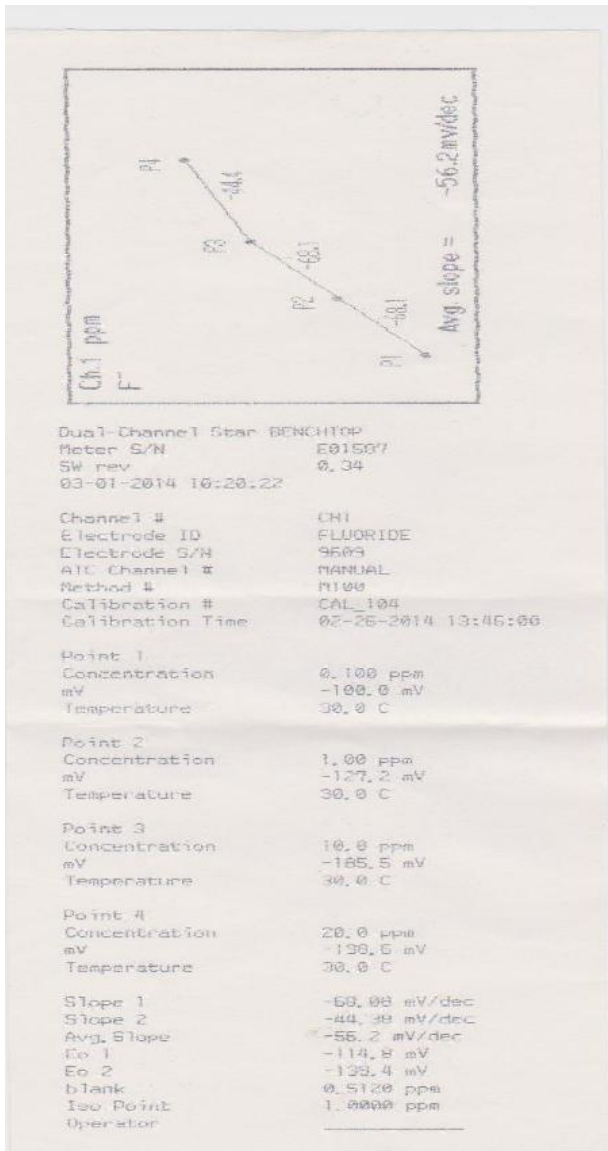 Ch.1 ppm
F-
P1
-68.1
P2
-68.1
P3
-44.4
P4
Avg. slope = -56.2mv/dec
Dual-Channel Star BENCHTOP
Meter S/N E01507
SW rev 0.34
03-01-2014 10:20:22
Channel # CH1
Electrode ID FLUORIDE
Electrode S/N 9609
ATC Channel # MANUAL
Method # M100
Calibration # CAL_104
Calibration Time 02-26-2014 13:46:00
Point 1
Concentration 0.100 ppm
mV -100.0 mV
Temperature 30.0 C
Point 2
Concentration 1.00 ppm
mV -127.2 mV
Temperature 30.0 C
Point 3
Concentration 10.0 ppm
mV -185.5 mV
Temperature 30.0 C
Point 4
Concentration 20.0 ppm
mV -198.6 mV
Temperature 30.0 C
Slope 1 -68.08 mV/dec
Slope 2 -44.38 mV/dec
Avg. Slope -56.2 mV/dec
Eo 1 -114.8 mV
Eo 2 -139.4 mV
blank 0.5120 ppm
Iso Point 1.0000 ppm
Operator